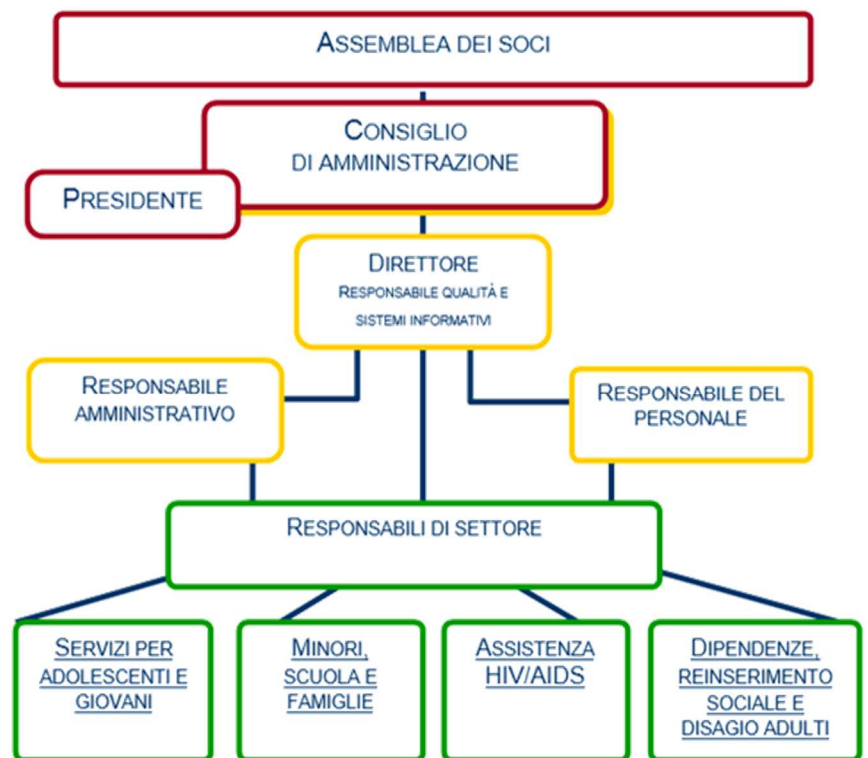 ASSEMBLEA DEI SOCI
CONSIGLIO
DI AMMINISTRAZIONE
PRESIDENTE
DIRETTORE
RESPONSABILE QUALITÀ E
SISTEMI INFORMATIVI
RESPONSABILE
AMMINISTRATIVO
RESPONSABILE DEL
PERSONALE
RESPONSABILI DI SETTORE
SERVIZI PER
ADOLESCENTI E
GIOVANI
MINORI,
SCUOLA E
FAMIGLIE
ASSISTENZA
HIV/AIDS
DIPENDENZE,
REINSERIMENTO
SOCIALE E
DISAGIO ADULTI